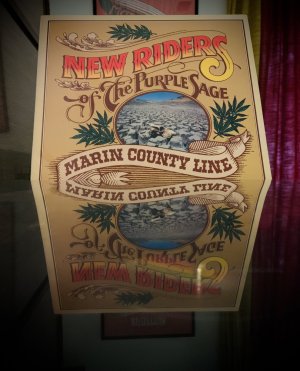 NEW RIDERS
of The PURPLE SAGE
MARIN COUNTY LINE